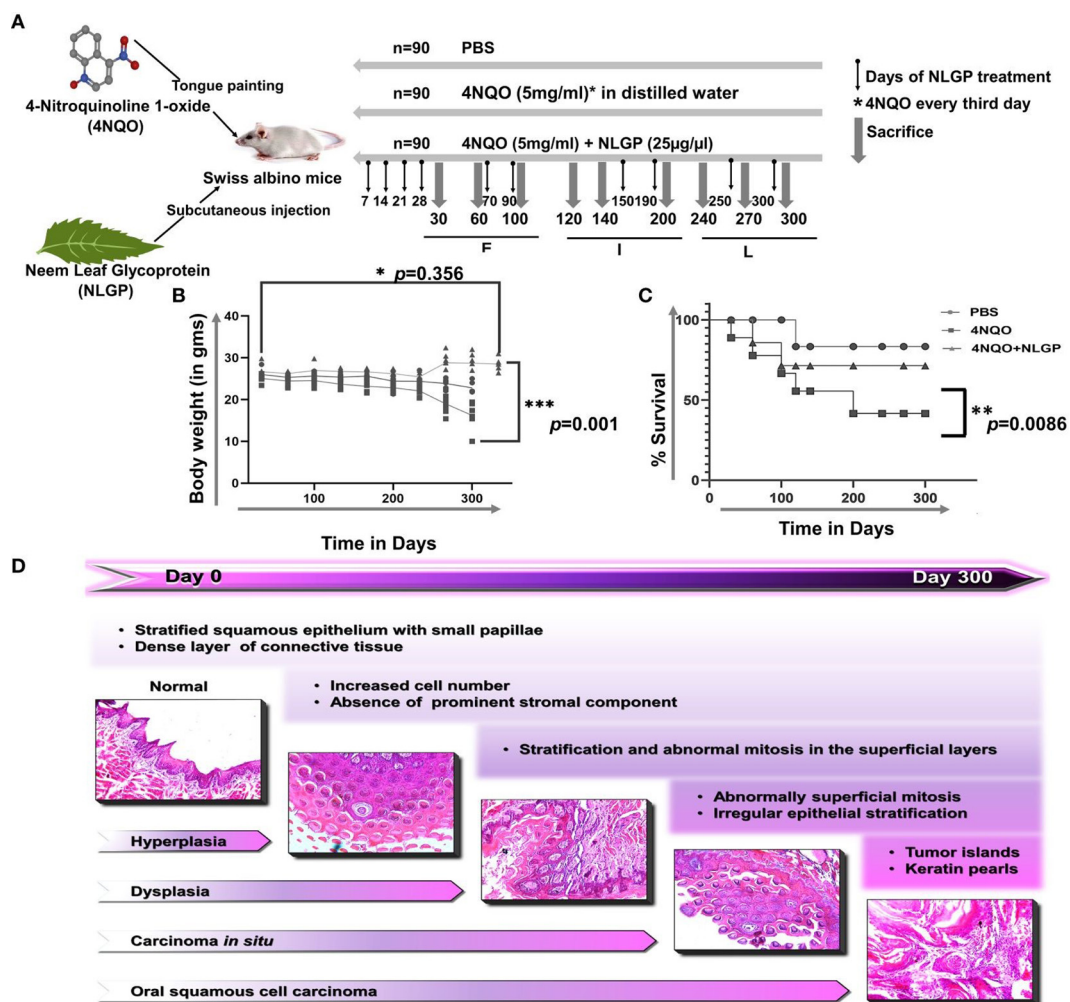 A
4-Nitroquinoline 1-oxide
(4NQO)
Tongue painting
Swiss albino mice
Subcutaneous injection
Neem Leaf Glycoprotein
(NLGP)
n=90 PBS
n=90 4NQO (5mg/ml)* in distilled water
n=90 4NQO (5mg/ml) + NLGP (25µg/µl)
7 14 21 28 70 90 150 190 250 300
30 60 100 120 140 200 240 270 300
E I L
Days of NLGP treatment
* 4NQO every third day
Sacrifice
B
* p=0.356
Body weight (in gms)
40
30
20
10
0
100 200 300
Time in Days
*** p=0.001
C
% Survival
100
50
0
0 100 200 300
Time in Days
PBS
4NQO
4NQO+NLGP
** p=0.0086
D
Day 0 Day 300
• Stratified squamous epithelium with small papillae
• Dense layer of connective tissue
Normal
• Increased cell number
• Absence of prominent stromal component
• Stratification and abnormal mitosis in the superficial layers
• Abnormally superficial mitosis
• Irregular epithelial stratification
• Tumor islands
• Keratin pearls
Hyperplasia
Dysplasia
Carcinoma in situ
Oral squamous cell carcinoma